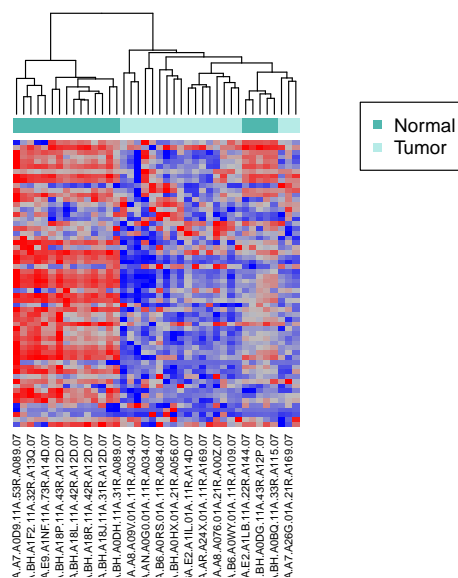 Normal
Tumor
A.A7.A0D9.11A.53R.A089.07
.BH.A1F2.11A.32R.A13Q.07
A.E9.A1NF.11A.73R.A14D.07
.BH.A18P.11A.43R.A12D.07
.BH.A18L.11A.42R.A12D.07
.BH.A18R.11A.42R.A12D.07
.BH.A18J.11A.31R.A12D.07
.BH.A0DH.11A.31R.A089.07
.A8.A09V.01A.11R.A034.07
.AN.A0G0.01A.11R.A034.07
.B6.A0RS.01A.11R.A084.07
.BH.A0HX.01A.21R.A056.07
A.E2.A1IL.01A.11R.A14D.07
.AR.A24X.01A.11R.A169.07
.A8.A076.01A.21R.A00Z.07
.B6.A0WY.01A.11R.A109.07
.E2.A1LB.11A.22R.A144.07
.BH.A0DG.11A.43R.A12P.07
.BH.A0BQ.11A.33R.A115.07
.A7.A26G.01A.21R.A169.07